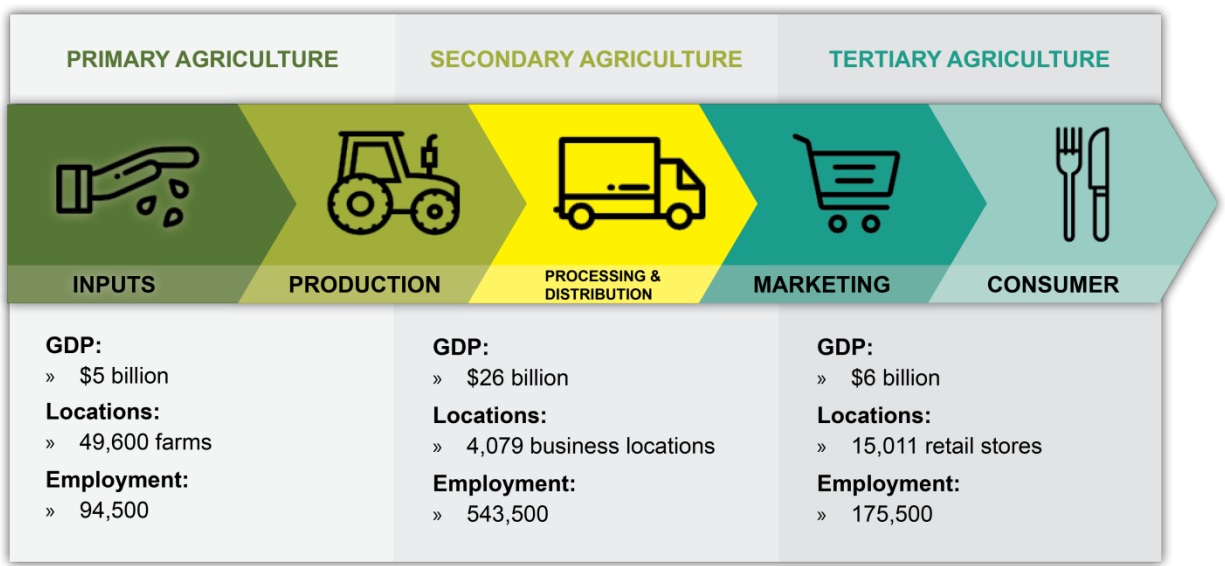 PRIMARY AGRICULTURE
SECONDARY AGRICULTURE
TERTIARY AGRICULTURE
INPUTS
PRODUCTION
PROCESSING &
DISTRIBUTION
MARKETING
CONSUMER
GDP:
» $5 billion
Locations:
» 49,600 farms
Employment:
» 94,500
GDP:
» $26 billion
Locations:
» 4,079 business locations
Employment:
» 543,500
GDP:
» $6 billion
Locations:
» 15,011 retail stores
Employment:
» 175,500